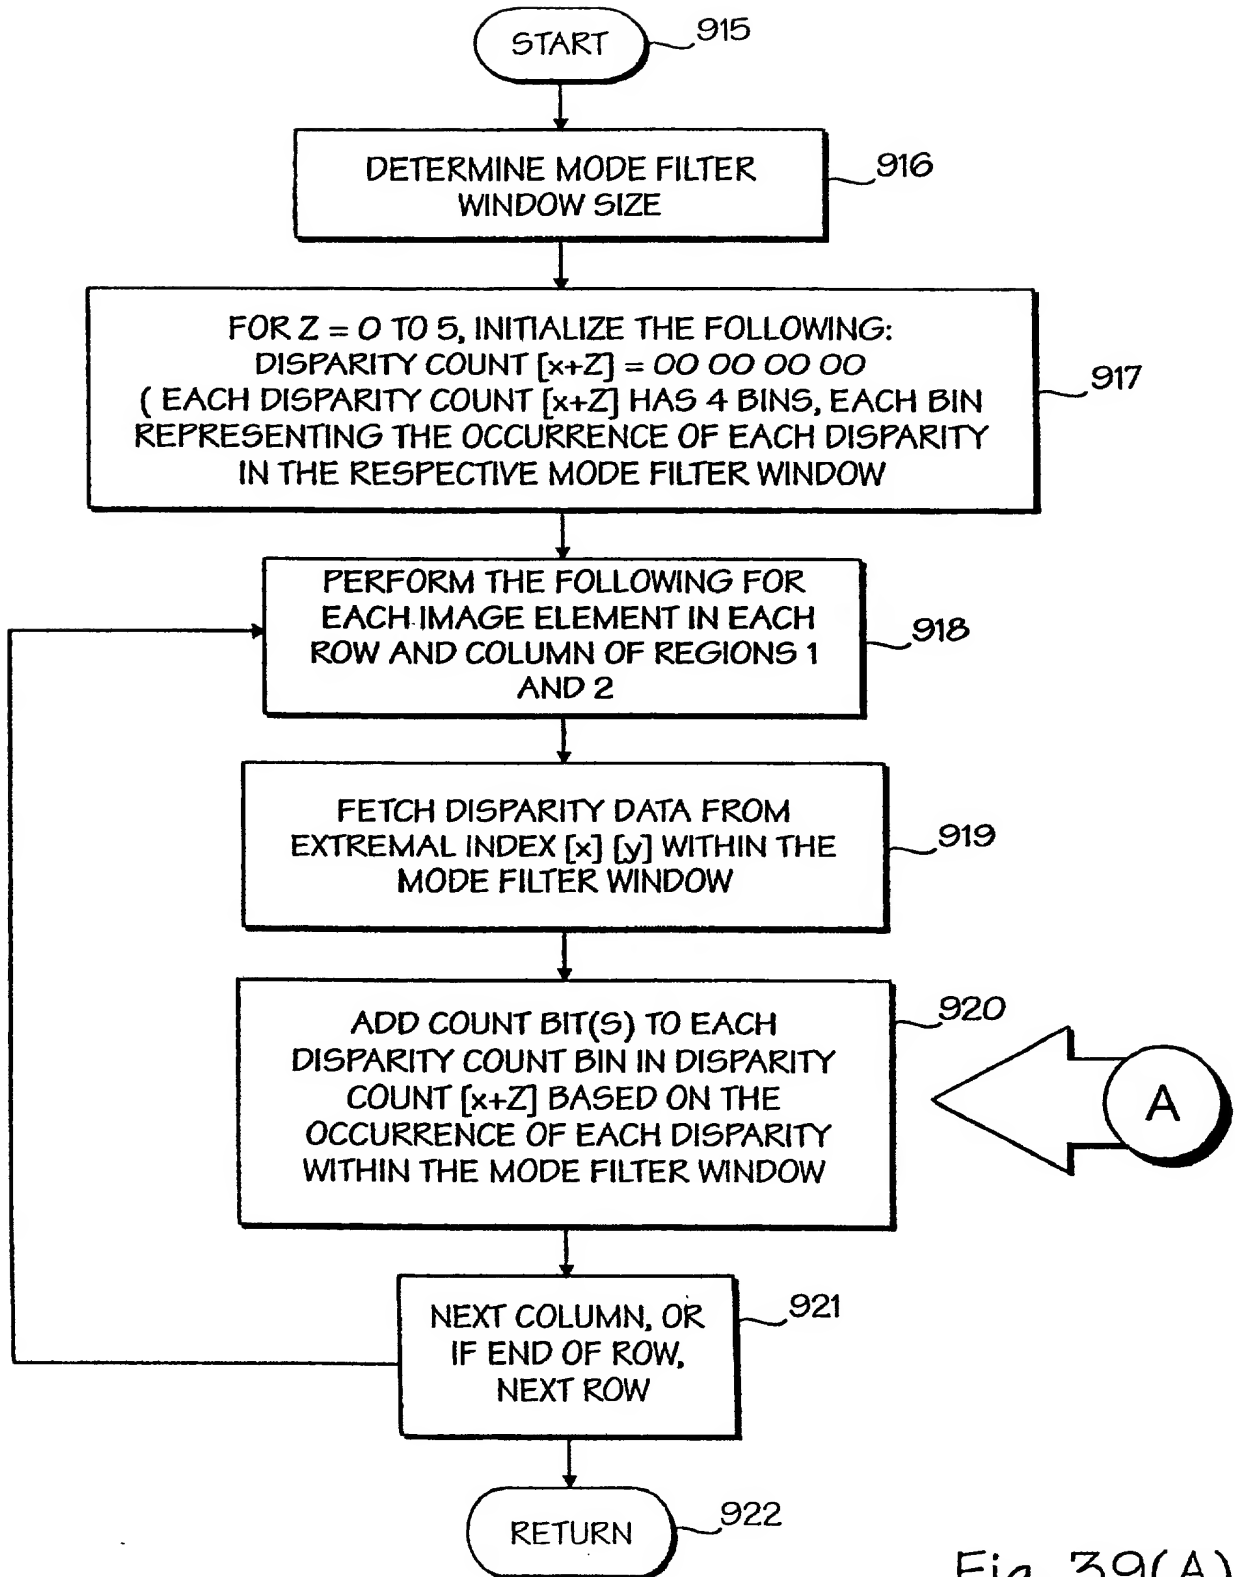 START
915
DETERMINE MODE FILTER
WINDOW SIZE
916
FOR Z = 0 TO 5, INITIALIZE THE FOLLOWING:
DISPARITY COUNT [x+Z] = 00 00 00 00
( EACH DISPARITY COUNT [x+Z] HAS 4 BINS, EACH BIN
REPRESENTING THE OCCURRENCE OF EACH DISPARITY
IN THE RESPECTIVE MODE FILTER WINDOW
917
PERFORM THE FOLLOWING FOR
EACH IMAGE ELEMENT IN EACH
ROW AND COLUMN OF REGIONS 1
AND 2
918
FETCH DISPARITY DATA FROM
EXTREMAL INDEX [x] [y] WITHIN THE
MODE FILTER WINDOW
919
ADD COUNT BIT(S) TO EACH
DISPARITY COUNT BIN IN DISPARITY
COUNT [x+Z] BASED ON THE
OCCURRENCE OF EACH DISPARITY
WITHIN THE MODE FILTER WINDOW
920
A
NEXT COLUMN, OR
IF END OF ROW,
NEXT ROW
921
RETURN
922
Fig. 39(A)